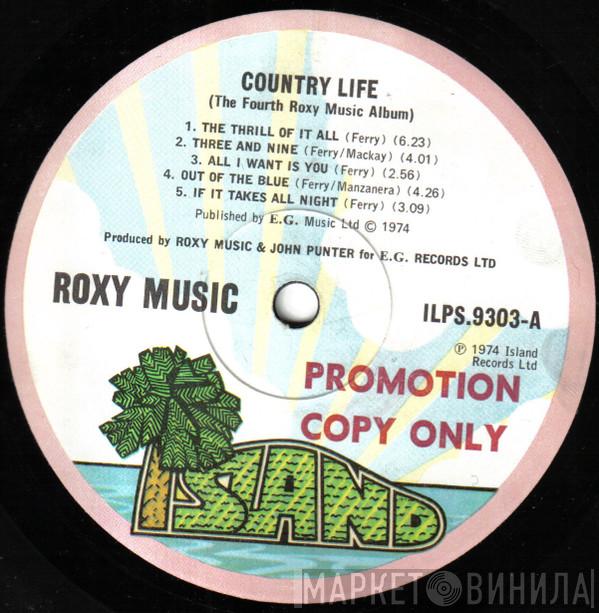 COUNTRY LIFE
(The Fourth Roxy Music Album)
1. THE THRILL OF IT ALL (Ferry) (6.23)
2. THREE AND NINE (Ferry/Mackay) (4.01)
3. ALL I WANT IS YOU (Ferry) (2.56)
4. OUT OF THE BLUE (Ferry/Manzanera) (4.26)
5. IF IT TAKES ALL NIGHT (Ferry) (3.09)
Published by E.G. Music Ltd © 1974
Produced by ROXY MUSIC & JOHN PUNTER for E.G. RECORDS LTD
ROXY MUSIC
ILPS.9303-A
℗ 1974 Island
Records Ltd
PROMOTION
COPY ONLY
ISLAND
МАРКЕТ ВИНИЛА